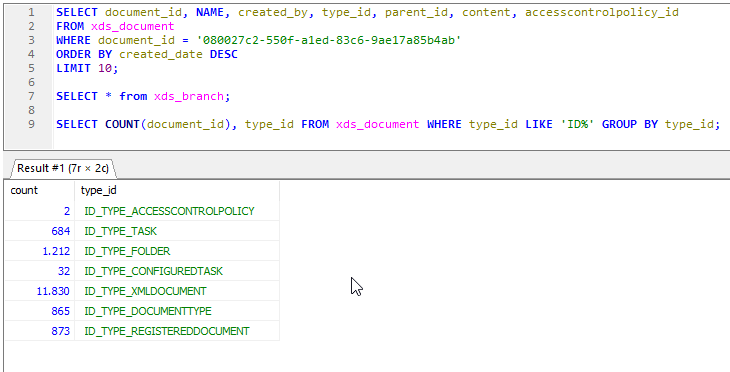 1 SELECT document_id, NAME, created_by, type_id, parent_id, content, accesscontrolpolicy_id
2 FROM xds_document
3 WHERE document_id = '080027c2-550f-a1ed-83c6-9ae17a85b4ab'
4 ORDER BY created_date DESC
5 LIMIT 10;
6
7 SELECT * from xds_branch;
8
9 SELECT COUNT(document_id), type_id FROM xds_document WHERE type_id LIKE 'ID%' GROUP BY type_id;
Result #1 (7r × 2c)
count type_id
2 ID_TYPE_ACCESSCONTROLPOLICY
684 ID_TYPE_TASK
1.212 ID_TYPE_FOLDER
32 ID_TYPE_CONFIGUREDTASK
11.830 ID_TYPE_XMLDOCUMENT
865 ID_TYPE_DOCUMENTTYPE
873 ID_TYPE_REGISTEREDDOCUMENT